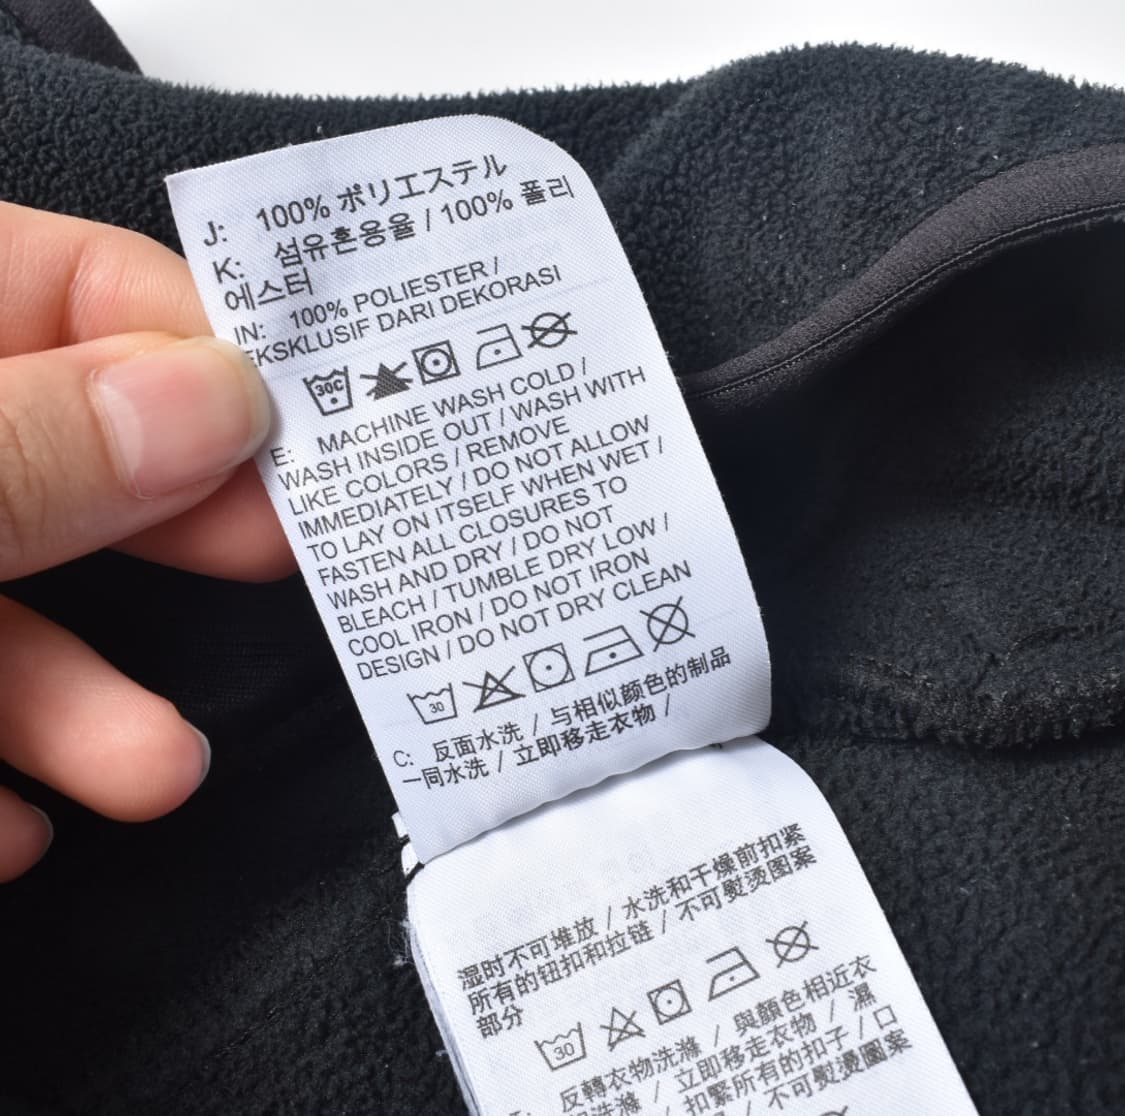 J: 100% ポリエステル
K: 섬유혼용율 / 100% 폴리
에스터
IN: 100% POLIESTER /
EKSKLUSIF DARI DEKORASI
30C
E: MACHINE WASH COLD /
WASH INSIDE OUT / WASH WITH
LIKE COLORS / REMOVE
IMMEDIATELY / DO NOT ALLOW
TO LAY ON ITSELF WHEN WET /
FASTEN ALL CLOSURES TO
WASH AND DRY / DO NOT
BLEACH / TUMBLE DRY LOW /
COOL IRON / DO NOT IRON
DESIGN / DO NOT DRY CLEAN
30
C: 反面水洗 / 与相似颜色的制品
一同水洗 / 立即移走衣物 /
湿时不可堆放 / 水洗和干燥前扣紧
所有的钮扣和拉链 / 不可熨烫图案
部分
30
反轉衣物洗滌 / 與顏色相近衣
洗滌 / 立即移走衣物 / 濕
扣緊所有的扣子 / 口
/ 不可熨燙圖案